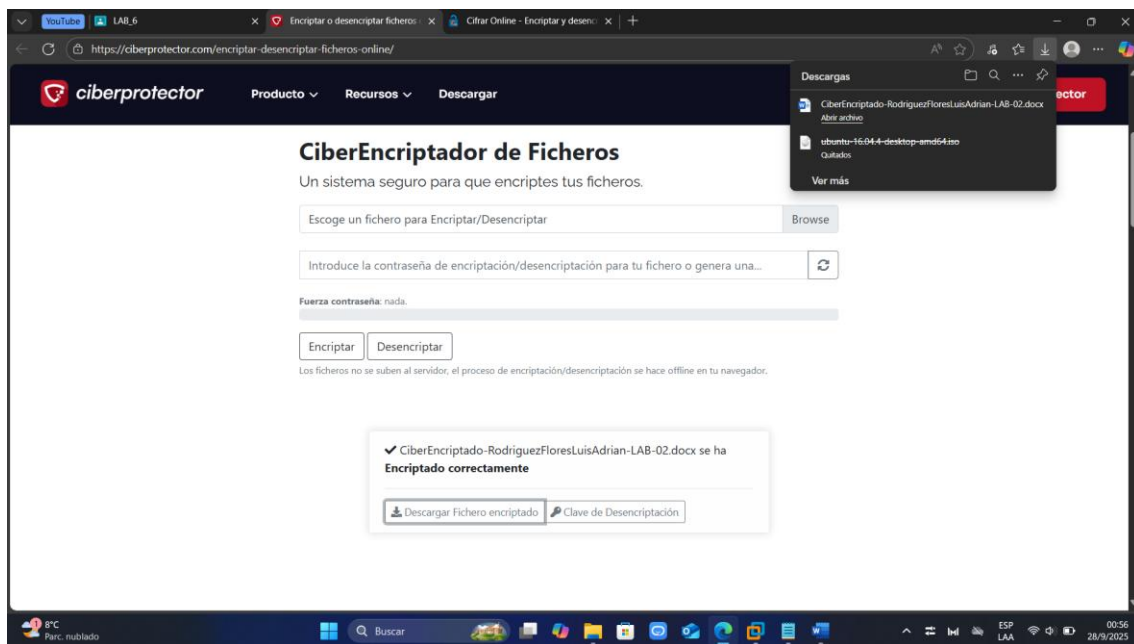 YouTube
LAB_6
Encriptar o desencriptar ficheros
Cifrar Online - Encriptar y desenc
https://ciberprotector.com/encriptar-desencriptar-ficheros-online/
ciberprotector
Producto
Recursos
Descargar
ector
Descargas
CiberEncriptado-RodriguezFloresLuisAdrian-LAB-02.docx
Abrir archivo
ubuntu-16.04.4-desktop-amd64.iso
Quitados
Ver más
CiberEncriptador de Ficheros
Un sistema seguro para que encriptes tus ficheros.
Escoge un fichero para Encriptar/Desencriptar
Browse
Introduce la contraseña de encriptación/desencriptación para tu fichero o genera una...
Fuerza contraseña: nada.
Encriptar
Desencriptar
Los ficheros no se suben al servidor, el proceso de encriptación/desencriptación se hace offline en tu navegador.
CiberEncriptado-RodriguezFloresLuisAdrian-LAB-02.docx se ha
Encriptado correctamente
Descargar Fichero encriptado
Clave de Desencriptación
1
8°C
Parc. nublado
Buscar
ESP
LAA
00:56
28/9/2025